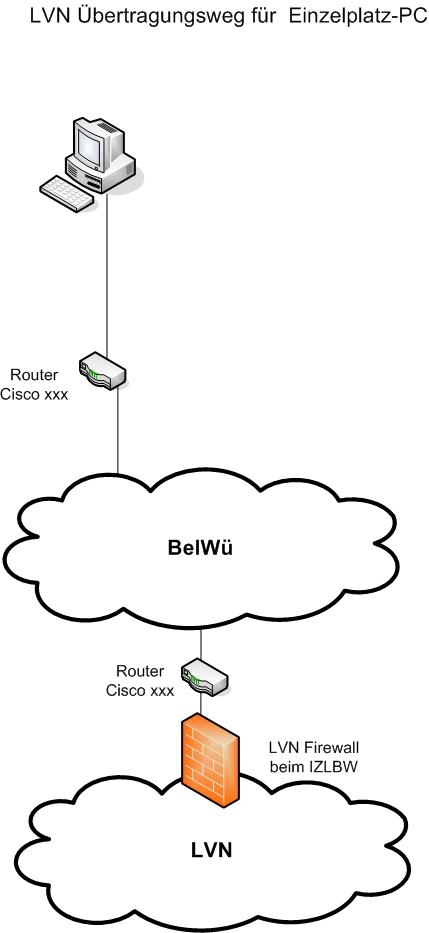 LVN Übertragungsweg für Einzelplatz-PC
Router
Cisco xxx
BelWü
Router
Cisco xxx
LVN Firewall
beim IZLBW
LVN